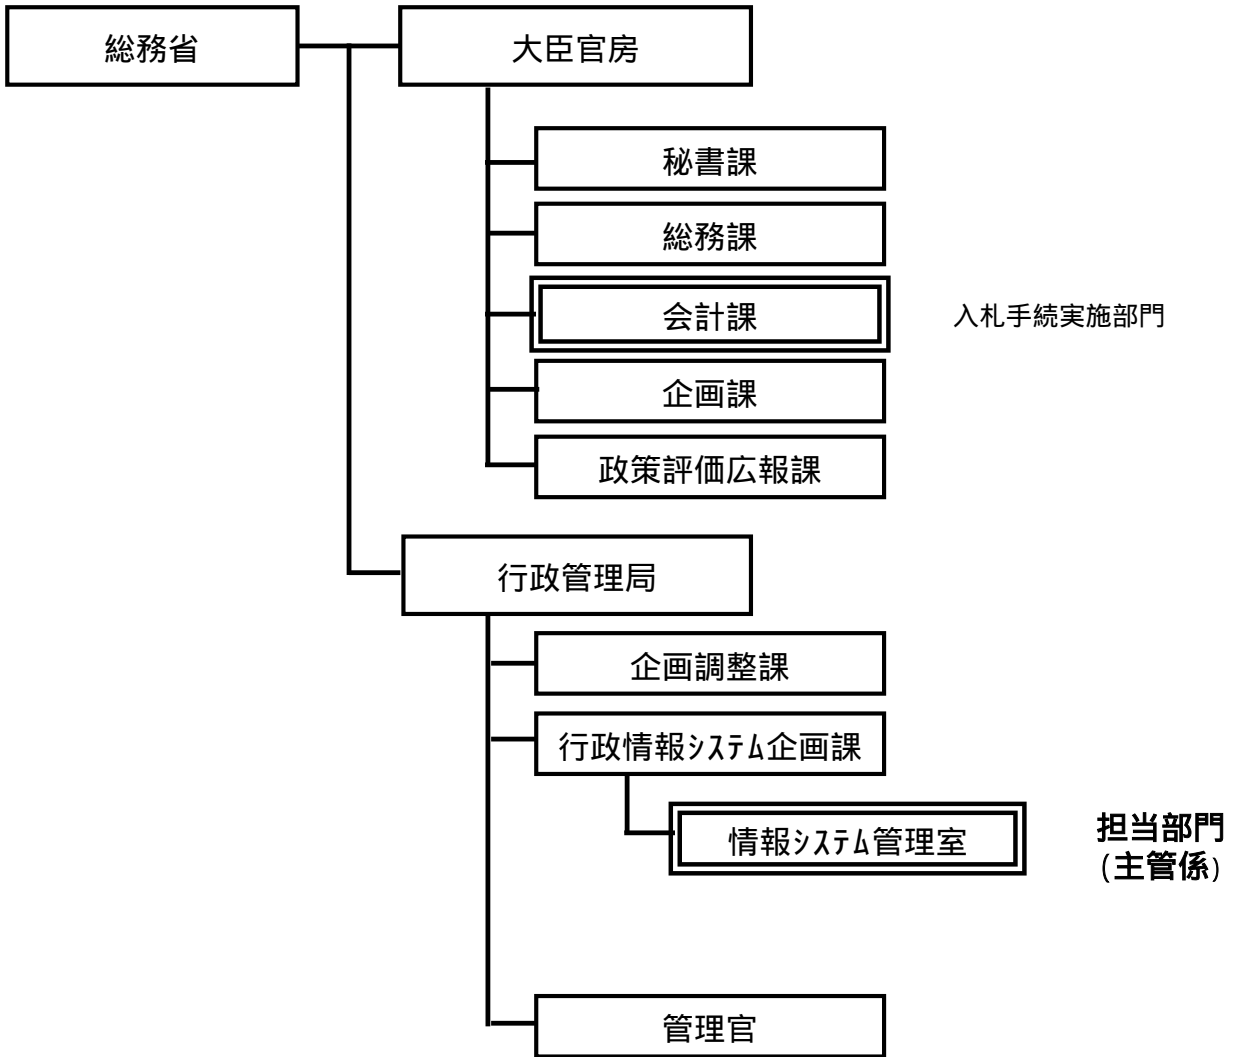 総務省
大臣官房
秘書課
総務課
会計課
入札手続実施部門
企画課
政策評価広報課
行政管理局
企画調整課
行政情報ｼｽﾃﾑ企画課
情報ｼｽﾃﾑ管理室
担当部門
(主管係)
管理官